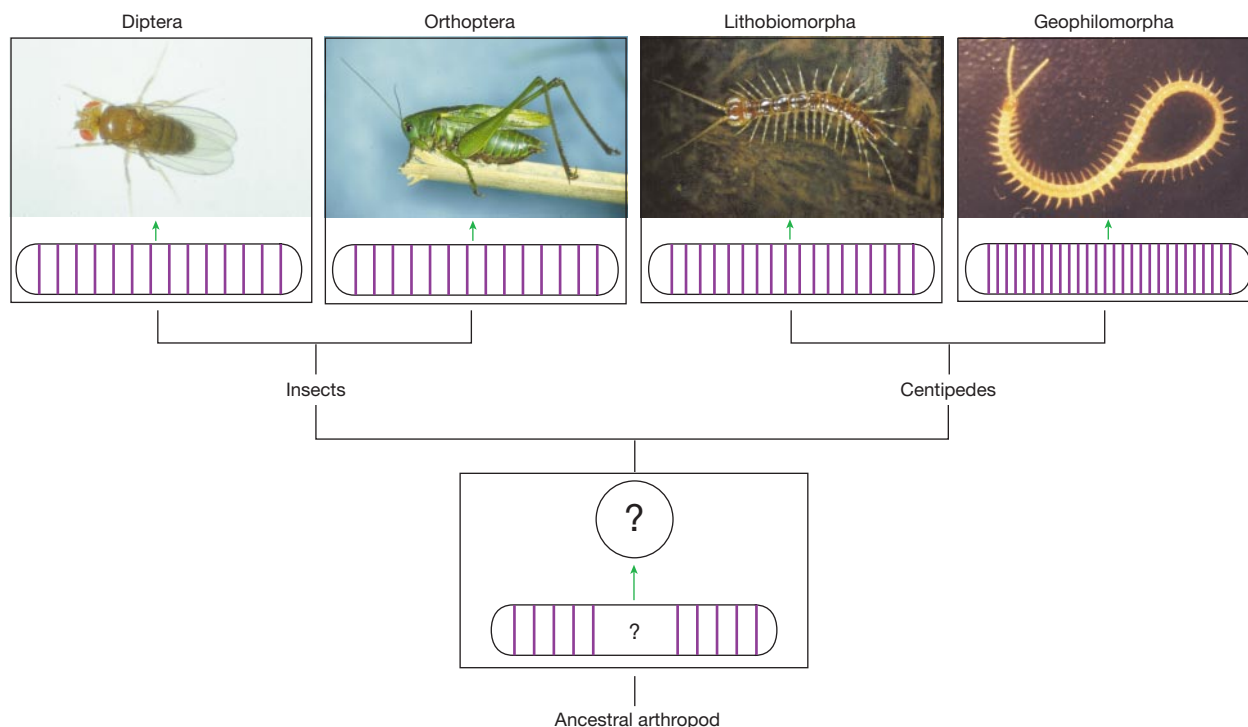 Diptera
Orthoptera
Lithobiomorpha
Geophilomorpha
Insects
Centipedes
?
?
Ancestral arthropod